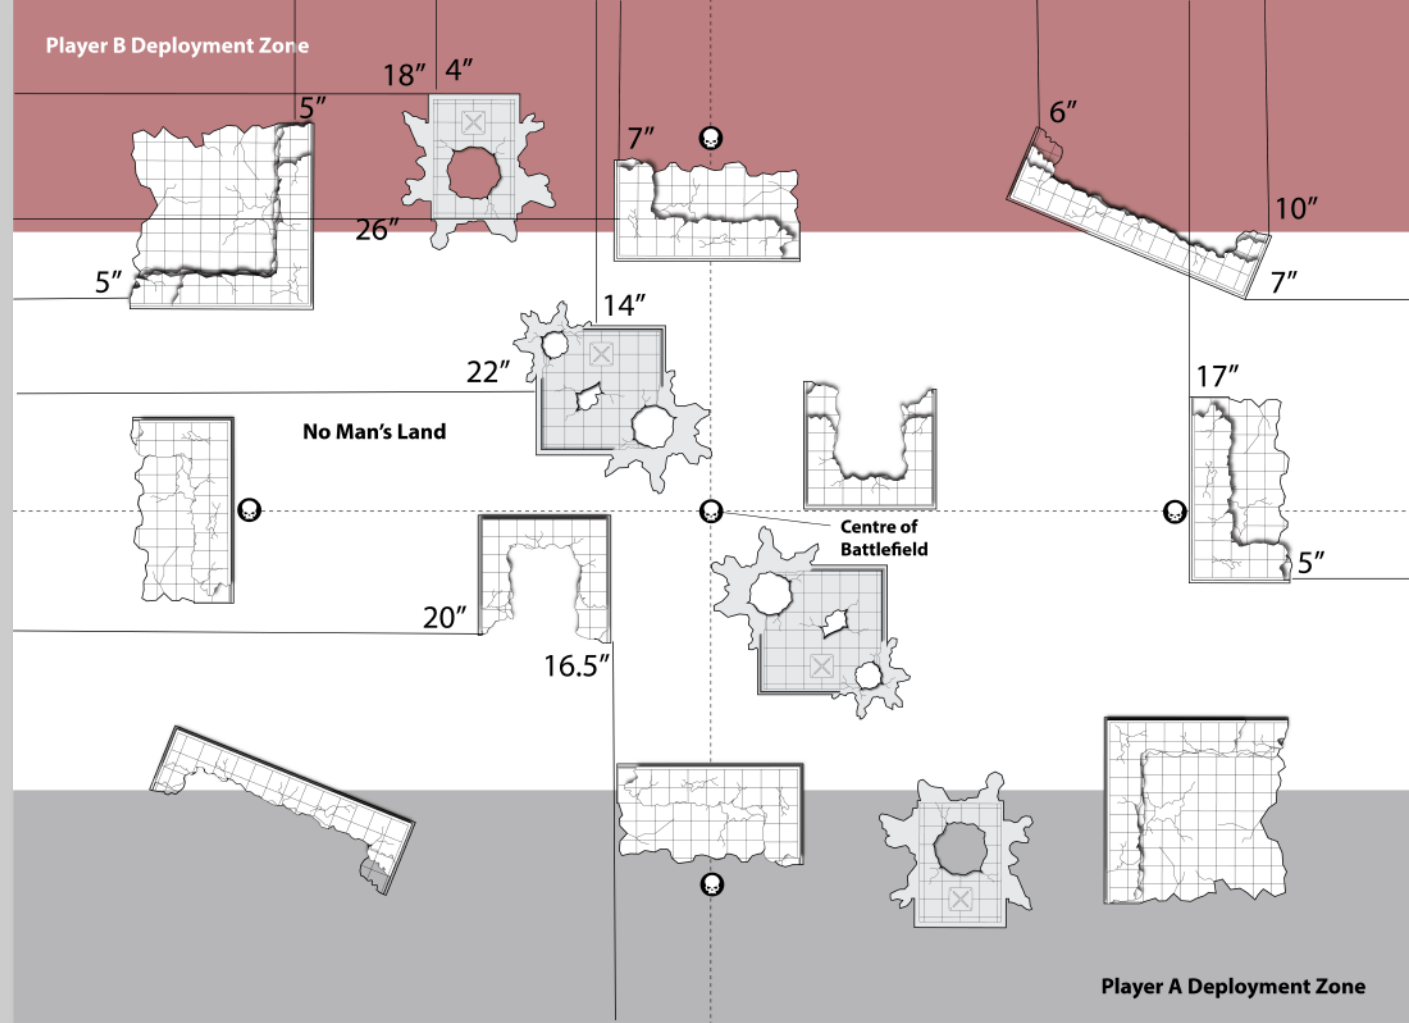 Player B Deployment Zone
18″ 4″
5″
6″
7″
10″
26″
5″
7″
14″
22″
17″
No Man's Land
Centre of
Battlefield
5″
20″
16.5″
Player A Deployment Zone